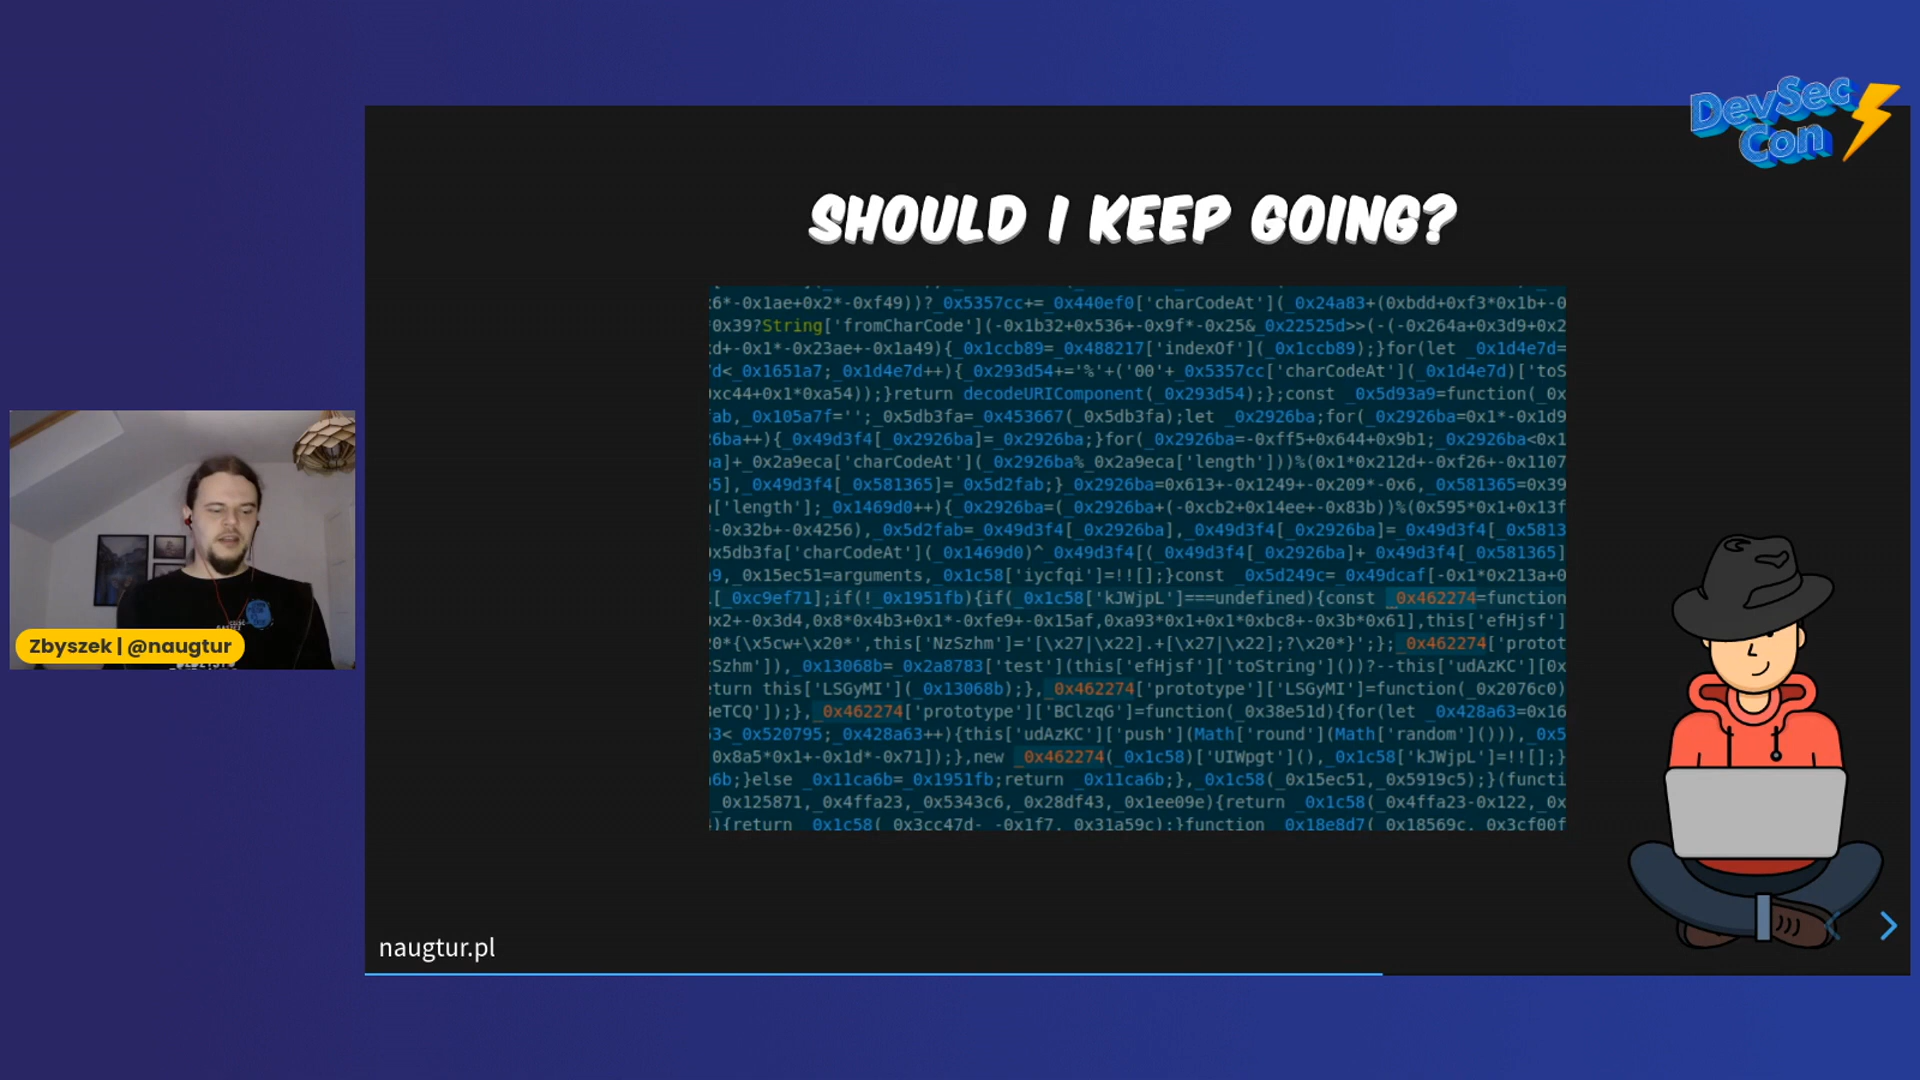 DevSec
Con
SHOULD I KEEP GOING?
6*-0x1ae+0x2*-0xf49))?_0x5357cc+=_0x440ef0['charCodeAt'](_0x24a83+(0xbdd+0xf3*0x1b+-0
*0x39?String['fromCharCode'](-0x1b32+0x536+-0x9f*-0x25&_0x22525d>>(-(-0x264a+0x3d9+0x2
d+-0x1*-0x23ae+-0x1a49){_0x1ccb89=_0x488217['indexOf'](_0x1ccb89);}for(let _0x1d4e7d=
d<_0x1651a7;_0x1d4e7d++){_0x293d54+='%'+('00'+_0x5357cc['charCodeAt'](_0x1d4e7d)['toS
0xc44+0x1*0xa54));}return decodeURIComponent(_0x293d54);};const _0x5d93a9=function(_0x
ab,_0x105a7f='';_0x5db3fa=_0x453667(_0x5db3fa);let _0x2926ba;for(_0x2926ba=0x1*-0x1d9
6ba++){_0x49d3f4[_0x2926ba]=_0x2926ba;}for(_0x2926ba=-0xff5+0x644+0x9b1;_0x2926ba<0x1
a]+_0x2a9eca['charCodeAt'](_0x2926ba%_0x2a9eca['length']))%(0x1*0x212d+-0xf26+-0x1107
5],_0x49d3f4[_0x581365]=_0x5d2fab;}_0x2926ba=0x613+-0x1249+-0x209*-0x6,_0x581365=0x39
['length'];_0x1469d0++){_0x2926ba=(_0x2926ba+(-0xcb2+0x14ee+-0x83b))%(0x595*0x1+0x13f
*-0x32b+-0x4256),_0x5d2fab=_0x49d3f4[_0x2926ba],_0x49d3f4[_0x2926ba]=_0x49d3f4[_0x5813
x5db3fa['charCodeAt'](_0x1469d0)^_0x49d3f4[(_0x49d3f4[_0x2926ba]+_0x49d3f4[_0x581365]
9,_0x15ec51=arguments,_0x1c58['iycfqi']=!![];}const _0x5d249c=_0x49dcaf[-0x1*0x213a+0
[_0xc9ef71];if(!_0x1951fb){if(_0x1c58['kJWjpL']===undefined){const _0x462274=function
x2+-0x3d4,0x8*0x4b3+0x1*-0xfe9+-0x15af,0xa93*0x1+0x1*0xbc8+-0x3b*0x61],this['efHjsf']
20*{\x5cw+\x20*',this['NzSzhm']='[\x27|\x22].+[\x27|\x22];?\x20*}';};_0x462274['protot
Szhm']),_0x13068b=_0x2a8783['test'](this['efHjsf']['toString']())?--this['udAzKC'][0x
eturn this['LSGyMI'](_0x13068b);},_0x462274['prototype']['LSGyMI']=function(_0x2076c0)
eTCQ']);},_0x462274['prototype']['BClzqG']=function(_0x38e51d){for(let _0x428a63=0x16
3<_0x520795;_0x428a63++){this['udAzKC']['push'](Math['round'](Math['random']())),_0x5
0x8a5*0x1+-0x1d*-0x71]);},new _0x462274(_0x1c58)['UIWpgt'](),_0x1c58['kJWjpL']=!![];}
6b;}else _0x11ca6b=_0x1951fb;return _0x11ca6b;},_0x1c58(_0x15ec51,_0x5919c5);}(functi
_0x125871,_0x4ffa23,_0x5343c6,_0x28df43,_0x1ee09e){return _0x1c58(_0x4ffa23-0x122,_0x
){return _0x1c58(_0x3cc47d-_-0x1f7,_0x31a59c);}function _0x18e8d7(_0x18569c,_0x3cf00f
Zbyszek | @naugtur
naugtur.pl